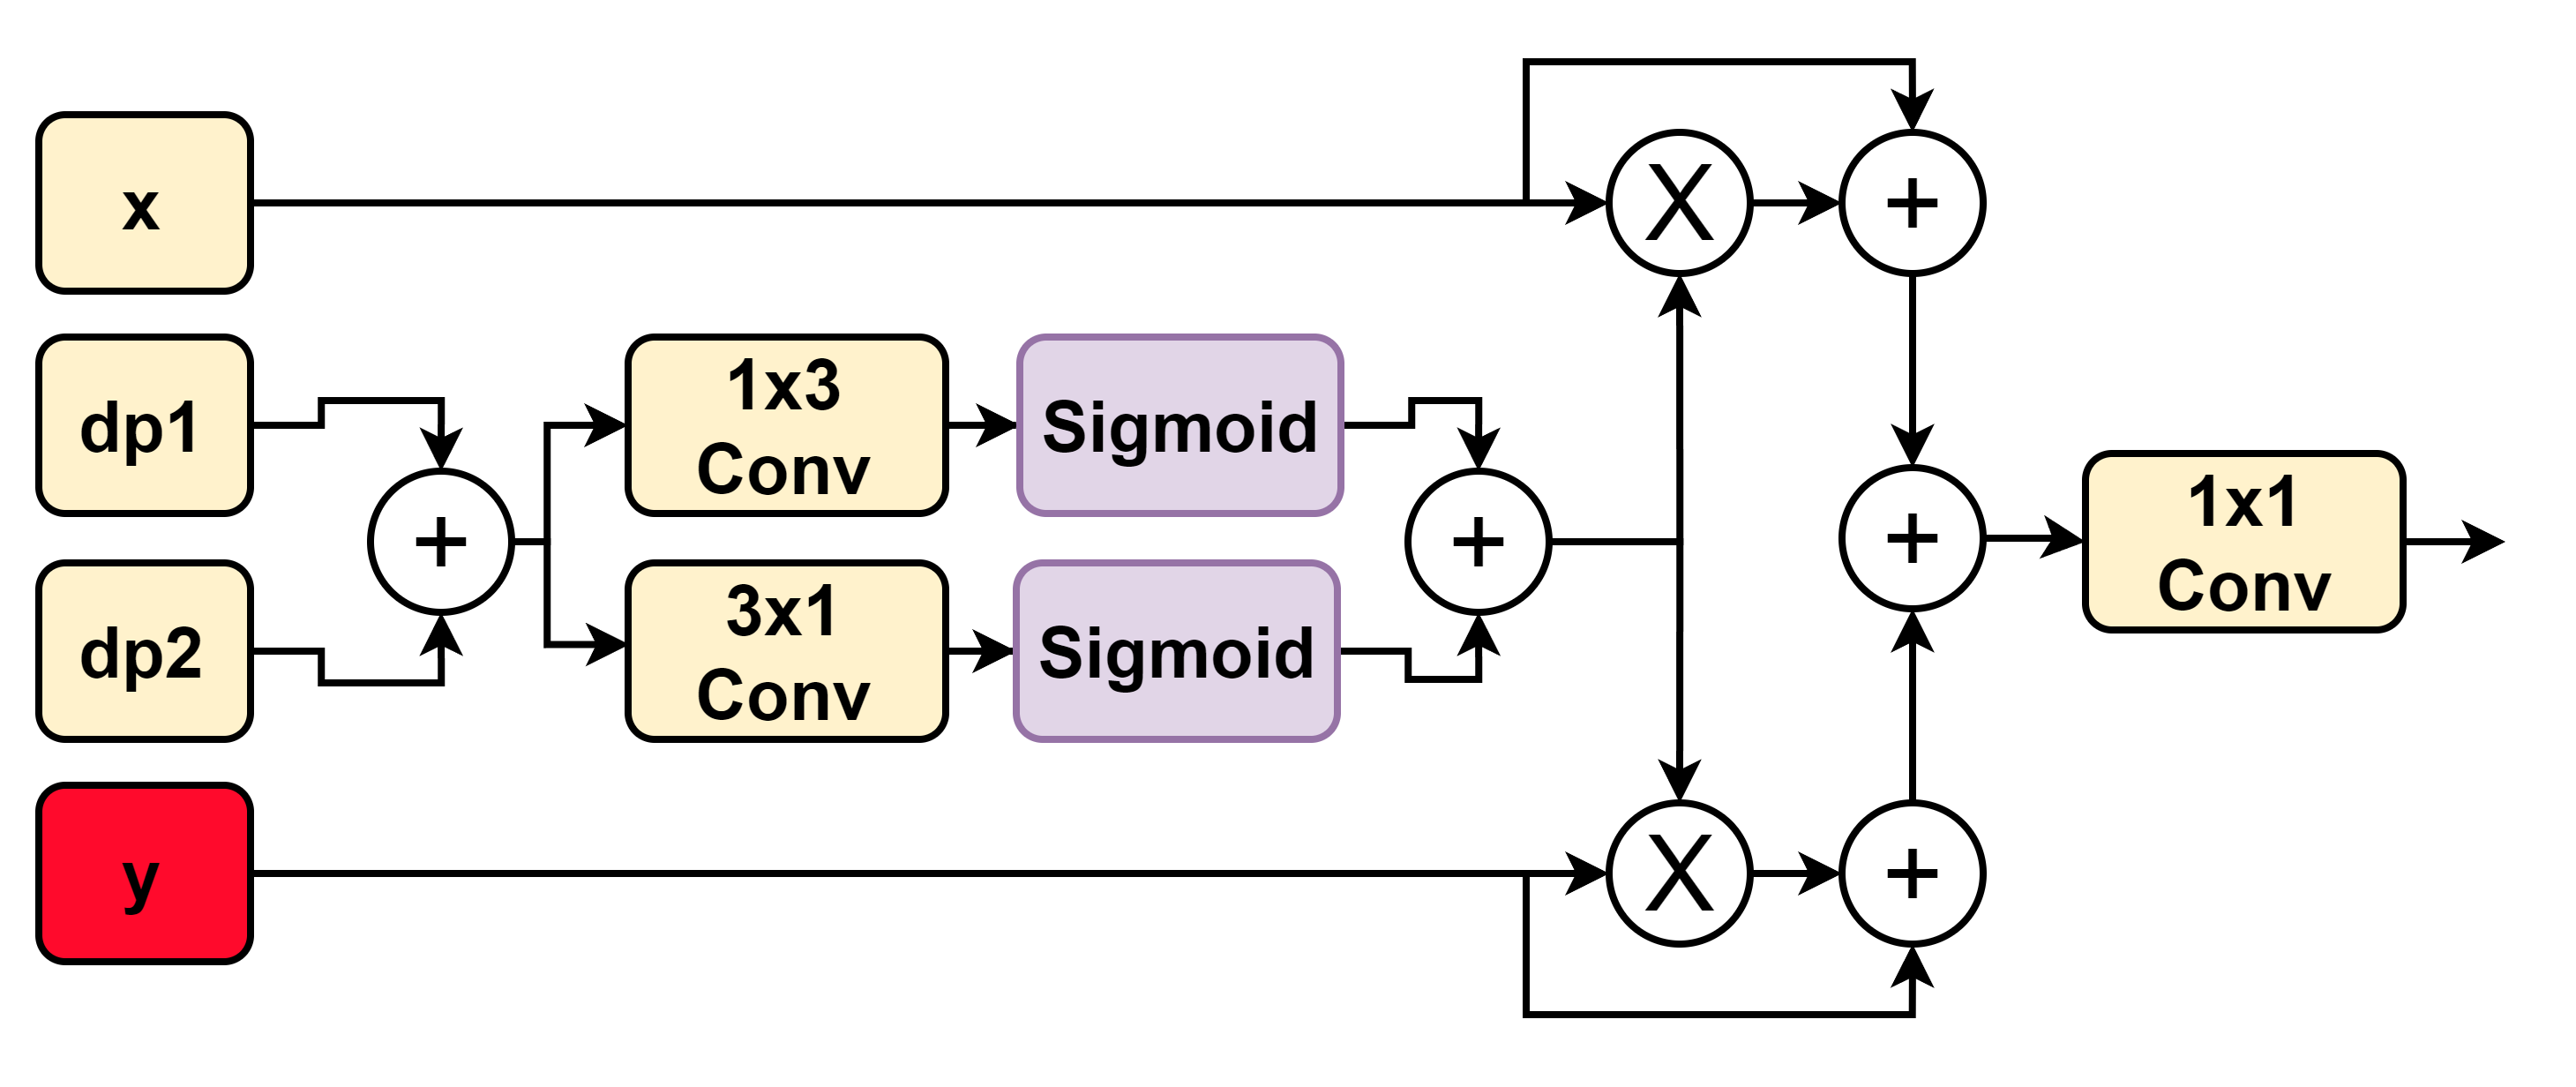 x
X
+
dp1
1x3
Conv
Sigmoid
+
+
+
1x1
Conv
dp2
3x1
Conv
Sigmoid
y
X
+